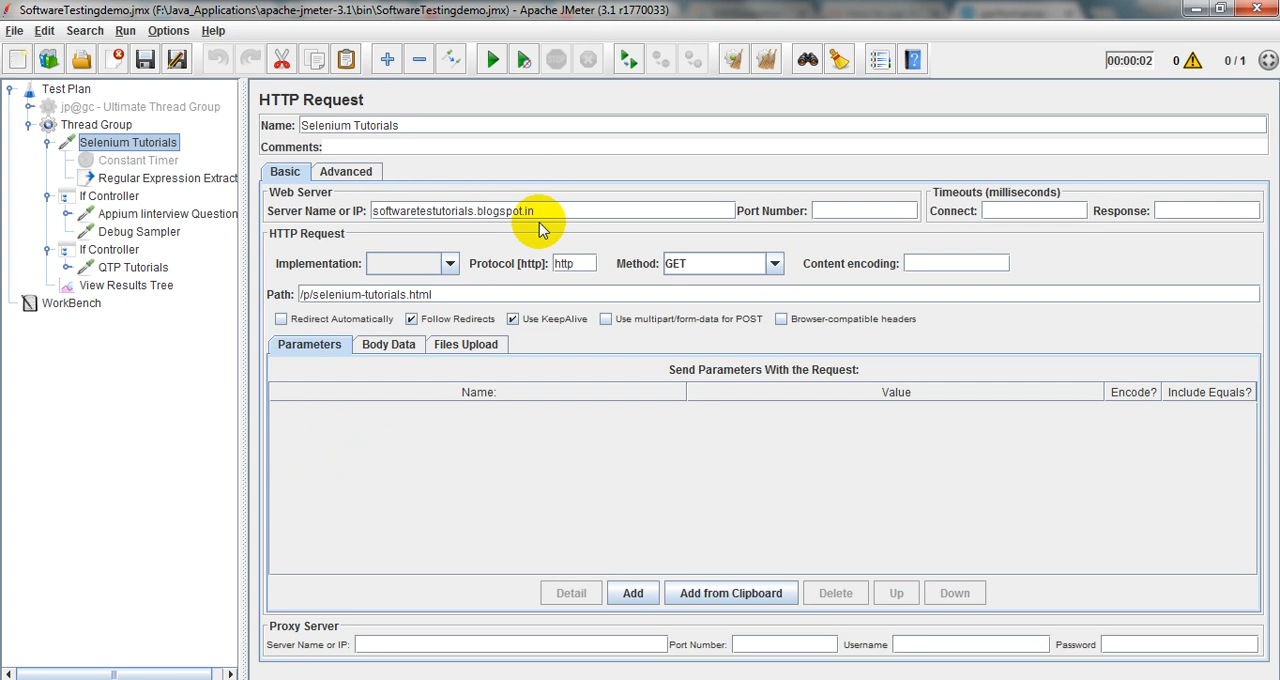 SoftwareTestingdemo.jmx (F:\Java_Applications\apache-jmeter-3.1\bin\SoftwareTestingdemo.jmx) - Apache JMeter (3.1 r1770033)
File Edit Search Run Options Help
00:00:02 0 0 / 1
Test Plan
jp@gc - Ultimate Thread Group
Thread Group
Selenium Tutorials
Constant Timer
Regular Expression Extract
If Controller
Appium Iinterview Question
Debug Sampler
If Controller
QTP Tutorials
View Results Tree
WorkBench
HTTP Request
Name: Selenium Tutorials
Comments:
Basic Advanced
Web Server Timeouts (milliseconds)
Server Name or IP: softwaretestutorials.blogspot.in Port Number: Connect: Response:
HTTP Request
Implementation: Protocol [http]: http Method: GET Content encoding:
Path: /p/selenium-tutorials.html
Redirect Automatically Follow Redirects Use KeepAlive Use multipart/form-data for POST Browser-compatible headers
Parameters Body Data Files Upload
Send Parameters With the Request:
Name: Value Encode? Include Equals?
Detail Add Add from Clipboard Delete Up Down
Proxy Server
Server Name or IP: Port Number: Username Password